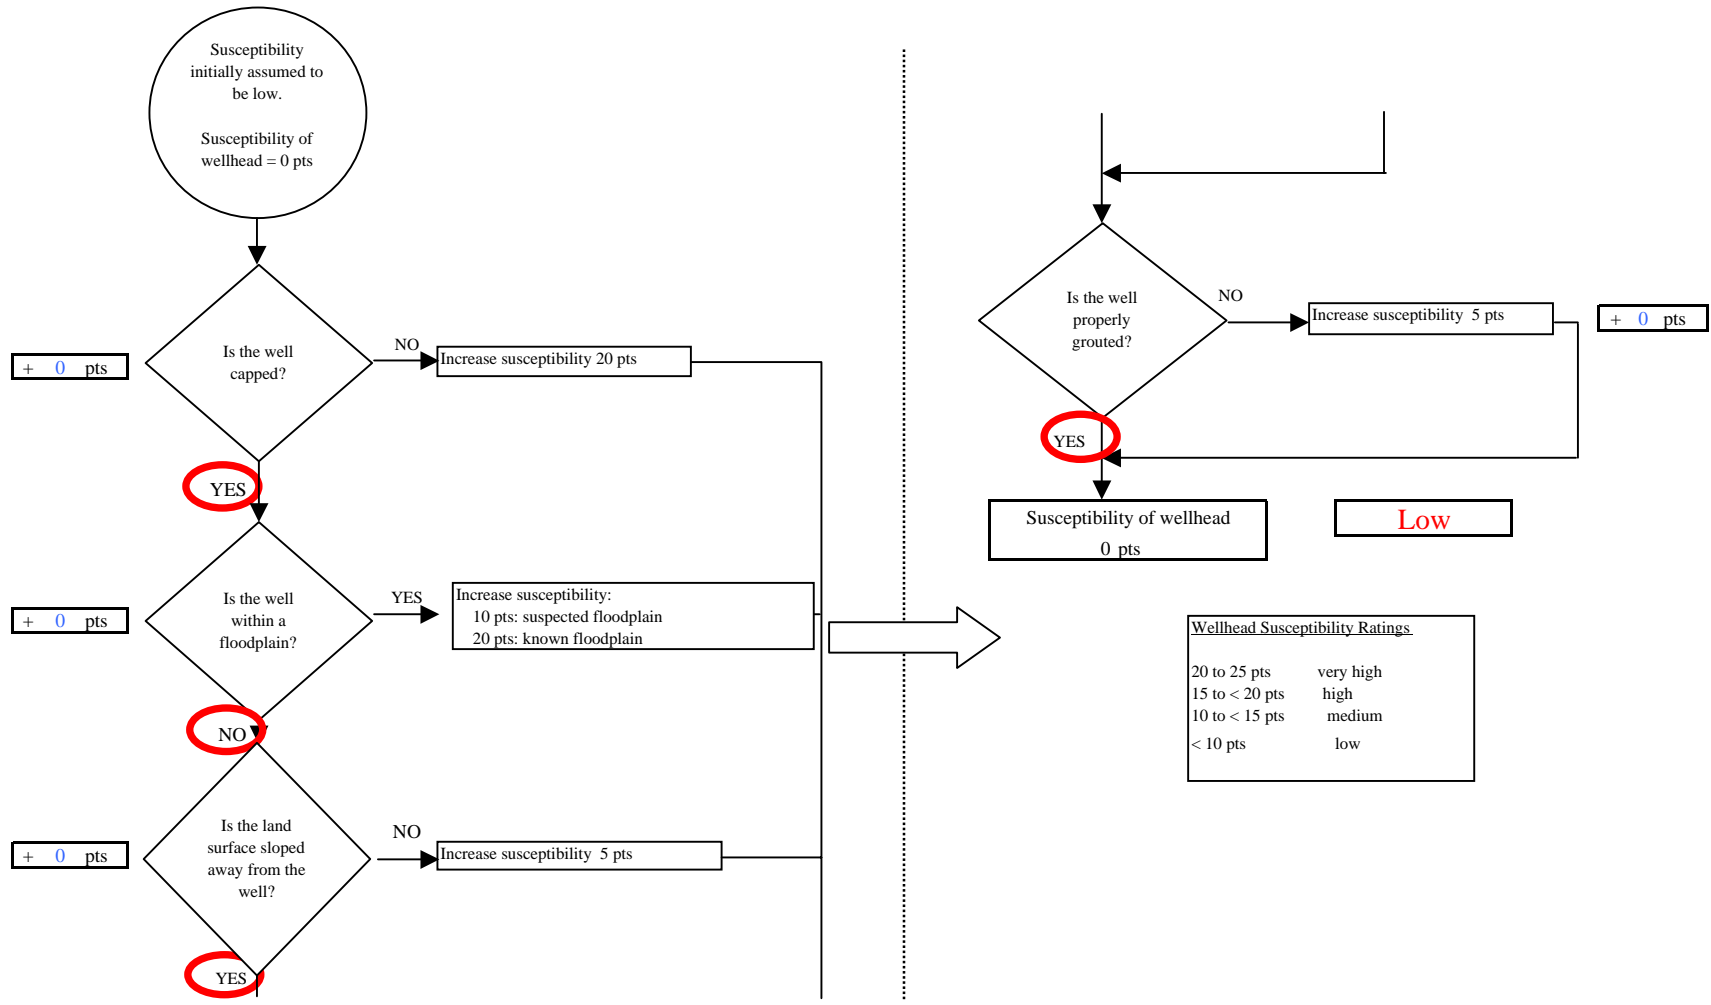 Susceptibility
initially assumed to
be low.
Susceptibility of
wellhead = 0 pts
Is the well
capped?
NO
Increase susceptibility 20 pts
+ 0 pts
YES
Is the well
within a
floodplain?
YES
Increase susceptibility:
10 pts: suspected floodplain
20 pts: known floodplain
+ 0 pts
NO
Is the land
surface sloped
away from the
well?
NO
Increase susceptibility 5 pts
+ 0 pts
YES
Is the well
properly
grouted?
NO
Increase susceptibility 5 pts
+ 0 pts
YES
Susceptibility of wellhead
0 pts
Low
Wellhead Susceptibility Ratings
20 to 25 pts very high
15 to < 20 pts high
10 to < 15 pts medium
< 10 pts low